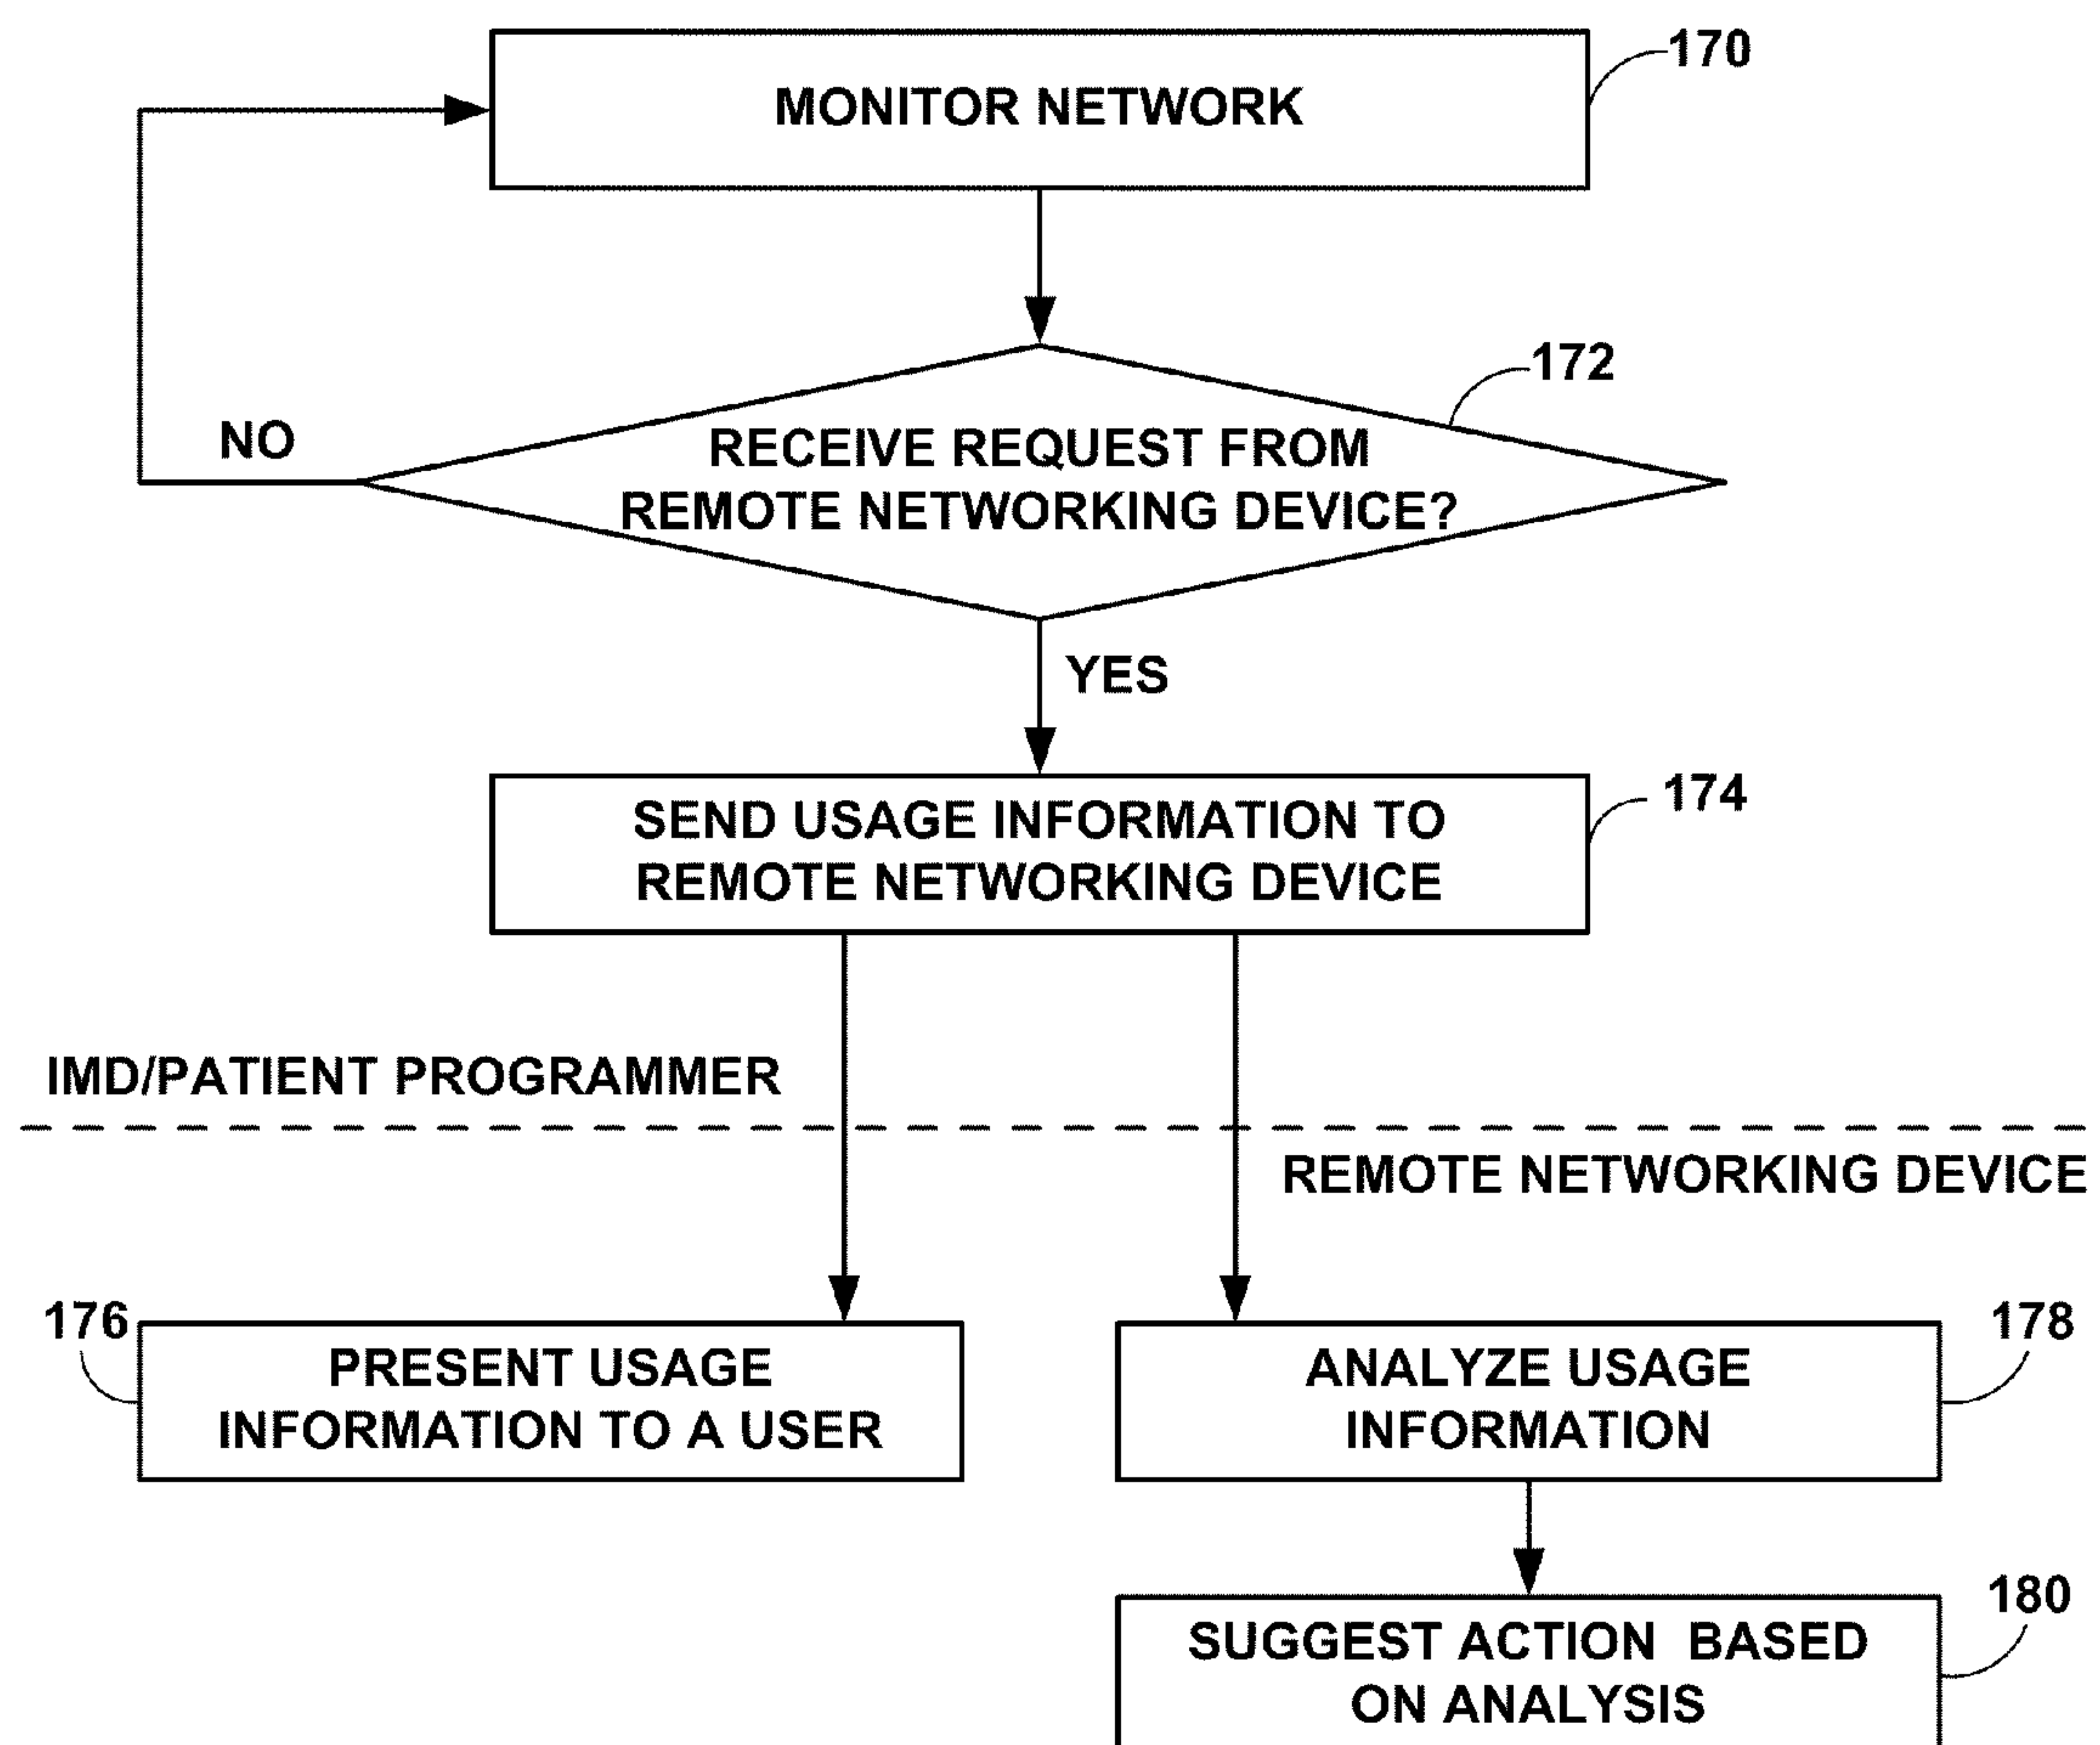 170
MONITOR NETWORK
172
RECEIVE REQUEST FROM
REMOTE NETWORKING DEVICE?
NO
YES
174
SEND USAGE INFORMATION TO
REMOTE NETWORKING DEVICE
IMD/PATIENT PROGRAMMER
REMOTE NETWORKING DEVICE
176
PRESENT USAGE
INFORMATION TO A USER
178
ANALYZE USAGE
INFORMATION
180
SUGGEST ACTION BASED
ON ANALYSIS